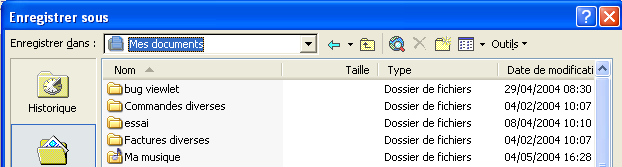 Enregistrer sous
Enregistrer dans : Mes documents Outils
Nom Taille Type Date de modificati
Historique
bug viewlet Dossier de fichiers 29/04/2004 08:30
Commandes diverses Dossier de fichiers 04/02/2004 10:07
essai Dossier de fichiers 08/04/2004 10:10
Factures diverses Dossier de fichiers 04/02/2004 10:07
Ma musique Dossier de fichiers 04/05/2004 16:28